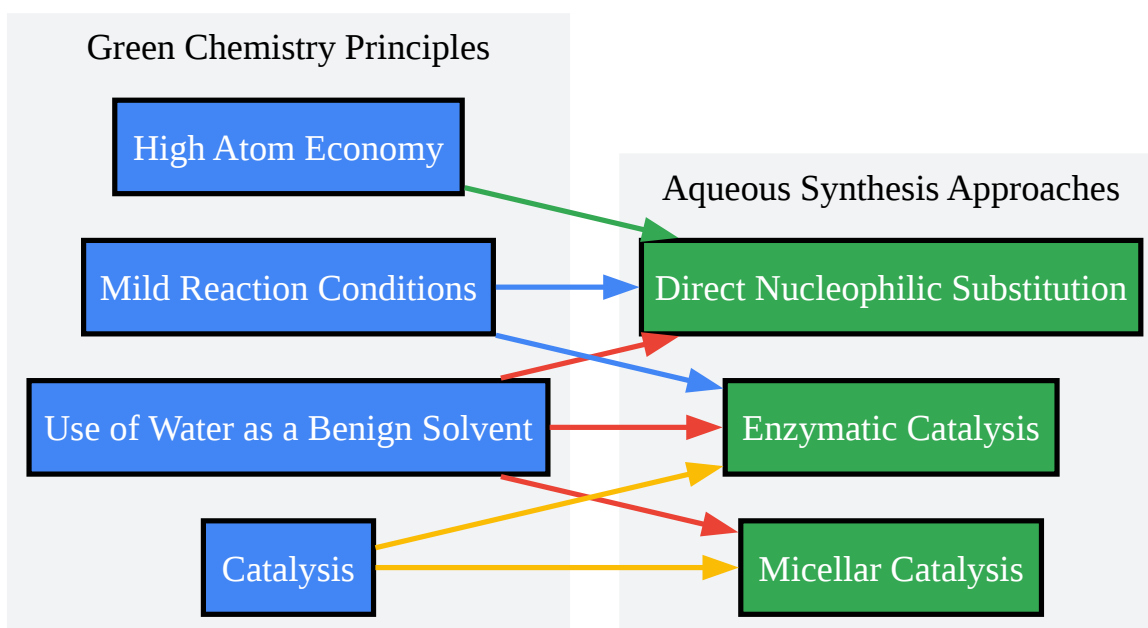 Green Chemistry Principles
High Atom Economy
Mild Reaction Conditions
Use of Water as a Benign Solvent
Catalysis
Aqueous Synthesis Approaches
Direct Nucleophilic Substitution
Enzymatic Catalysis
Micellar Catalysis